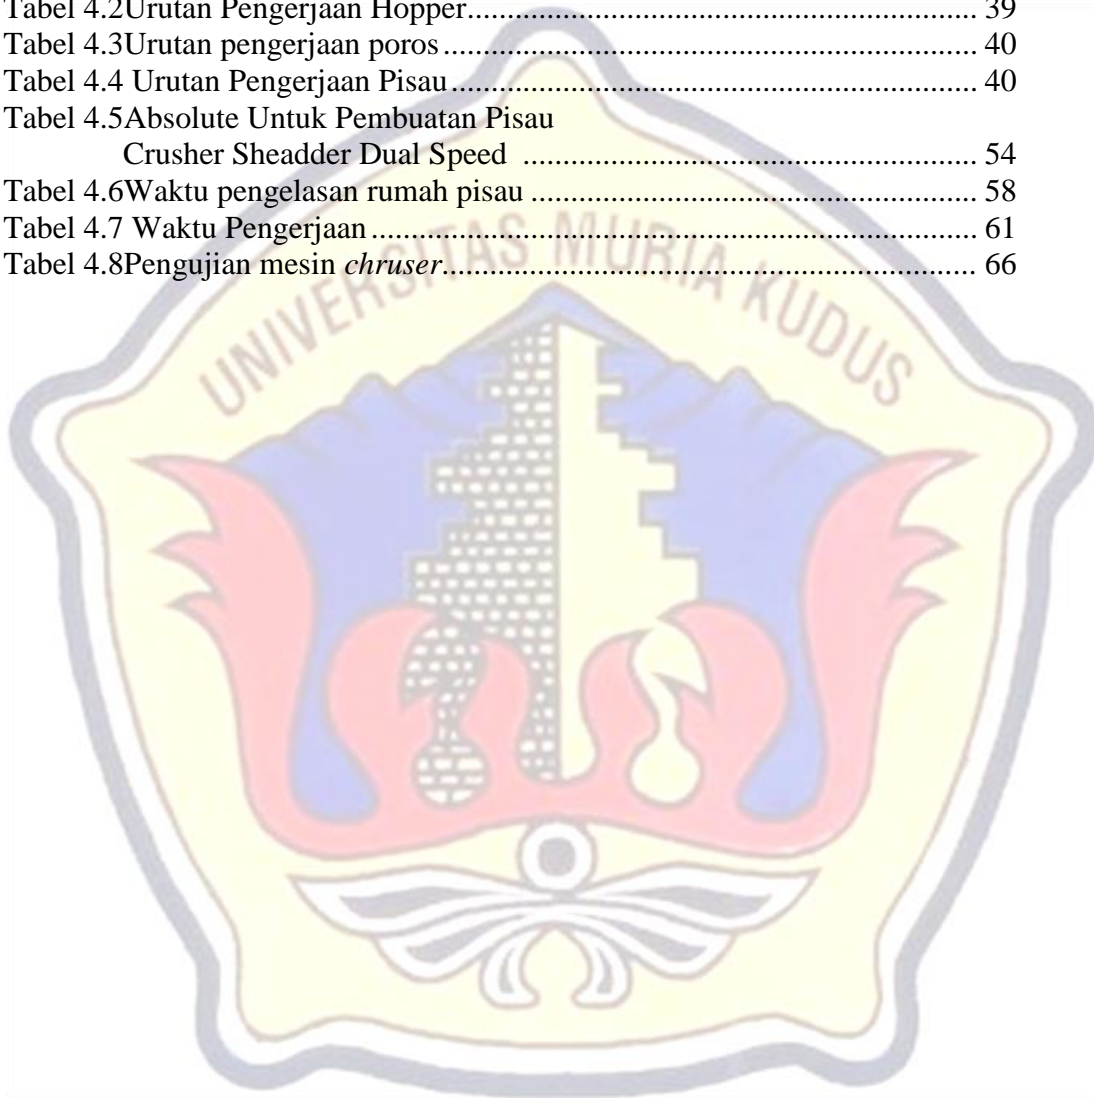 Tabel 4.2Urutan Pengerjaan Hopper.................................................................... 39
Tabel 4.3Urutan pengerjaan poros ....................................................................... 40
Tabel 4.4 Urutan Pengerjaan Pisau ...................................................................... 40
Tabel 4.5Absolute Untuk Pembuatan Pisau
Crusher Sheadder Dual Speed ............................................................. 54
Tabel 4.6Waktu pengelasan rumah pisau ............................................................ 58
Tabel 4.7 Waktu Pengerjaan ................................................................................. 61
Tabel 4.8Pengujian mesin chruser....................................................................... 66
UNIVERSITAS MURIA KUDUS